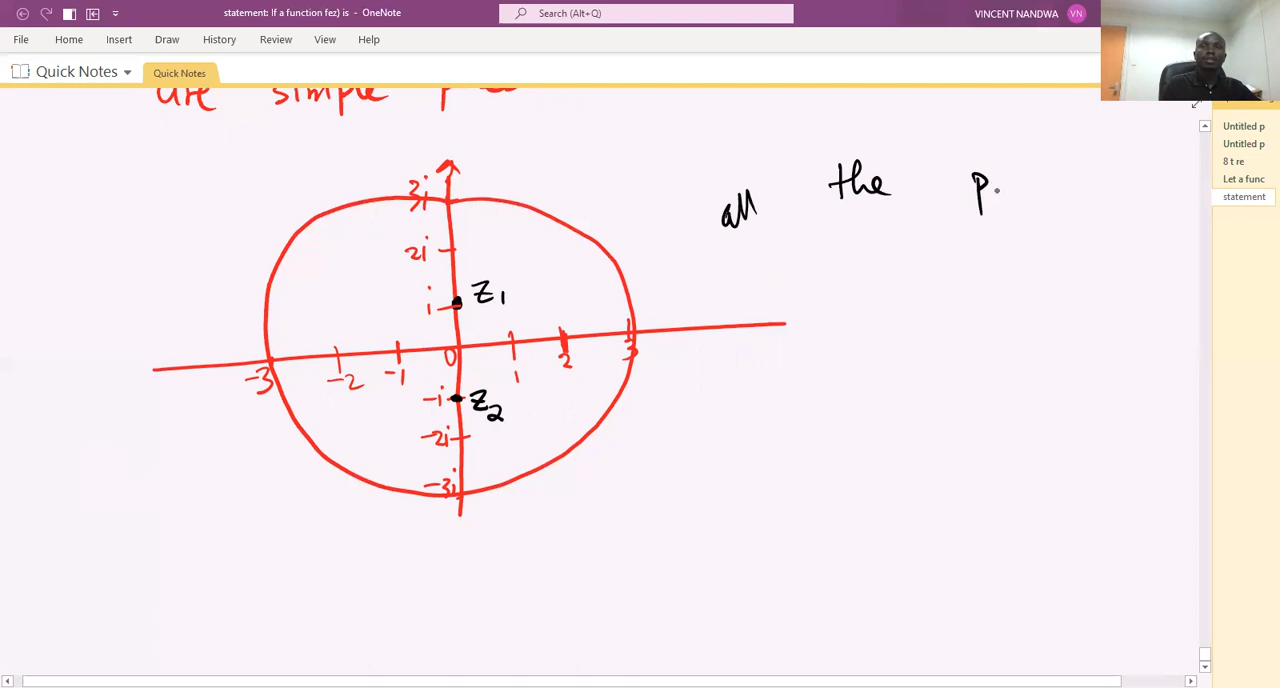 statement: If a function fez) is - OneNote
Search (Alt+Q)
VINCENT NANDWA
VN
File Home Insert Draw History Review View Help
Quick Notes
Quick Notes
are simple
Untitled p
Untitled p
8 t re
Let a func
statement
all the p
3i
2i
i
z1
-3 -2 -1 0 1 2 3
-i
z2
-2i
-3i